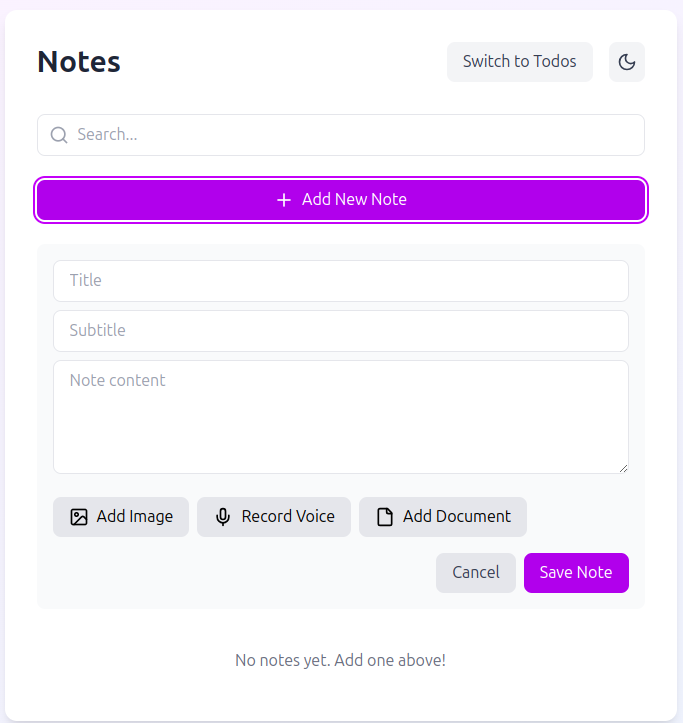 Notes
Switch to Todos
Search...
Add New Note
Title
Subtitle
Note content
Add Image
Record Voice
Add Document
Cancel
Save Note
No notes yet. Add one above!